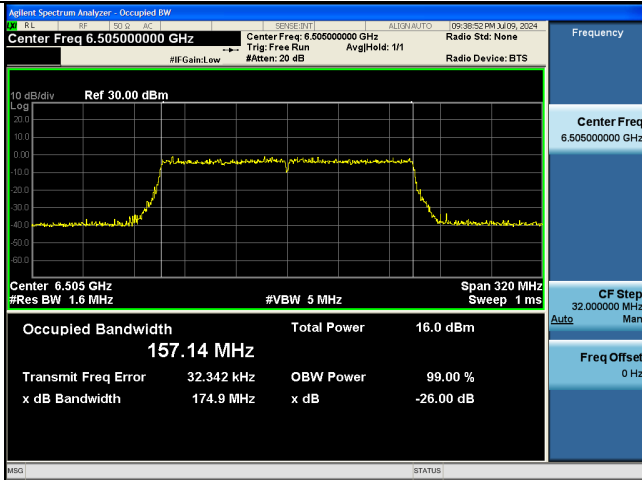 Agilent Spectrum Analyzer - Occupied BW
RL RF 50 Ω AC SENSE:INT ALIGNAUTO 09:38:52 PM Jul 09, 2024
Center Freq 6.505000000 GHz
Center Freq: 6.505000000 GHz
Radio Std: None
Trig: Free Run Avg|Hold: 1/1
#IFGain:Low
#Atten: 20 dB
Radio Device: BTS
Frequency
10 dB/div Ref 30.00 dBm
Log
20.0
10.0
0.00
-10.0
-20.0
-30.0
-40.0
-50.0
-60.0
Center 6.505 GHz Span 320 MHz
#Res BW 1.6 MHz #VBW 5 MHz Sweep 1 ms
Occupied Bandwidth Total Power 16.0 dBm
157.14 MHz
Transmit Freq Error 32.342 kHz OBW Power 99.00 %
x dB Bandwidth 174.9 MHz x dB -26.00 dB
Center Freq
6.505000000 GHz
CF Step
32.000000 MHz
Auto Man
Freq Offset
0 Hz
MSG STATUS